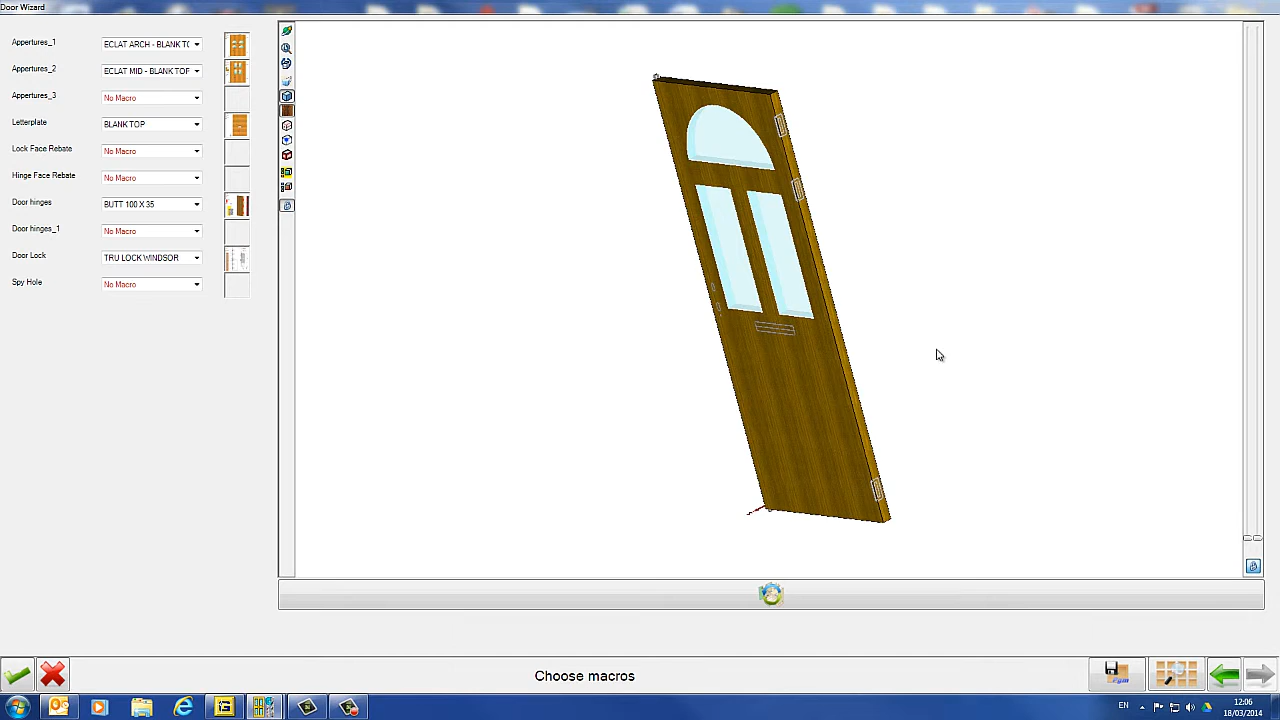 Door Wizard
Appertures_1 ECLAT ARCH - BLANK TO
Appertures_2 ECLAT MID - BLANK TOP
Appertures_3 No Macro
Letterplate BLANK TOP
Lock Face Rebate No Macro
Hinge Face Rebate No Macro
Door hinges BUTT 100 X 35
Door hinges_1 No Macro
Door Lock TRU LOCK WINDSOR
Spy Hole No Macro
Choose macros
EN 12:06
18/03/2014